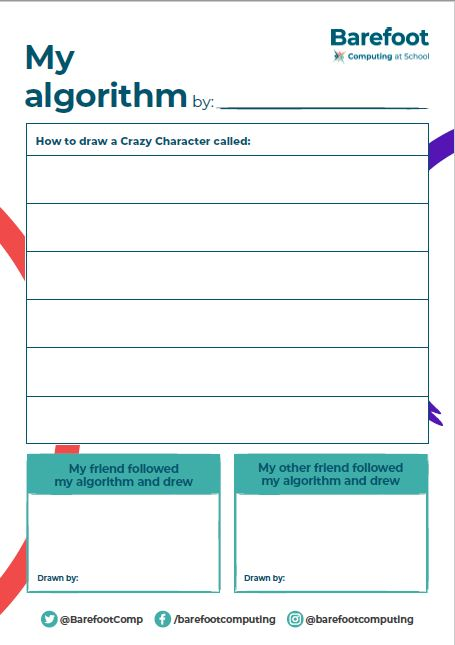 Barefoot
Computing at School
My
algorithm by:
How to draw a Crazy Character called:
My friend followed
my algorithm and drew
Drawn by:
My other friend followed
my algorithm and drew
Drawn by:
@BarefootComp /barefootcomputing @barefootcomputing